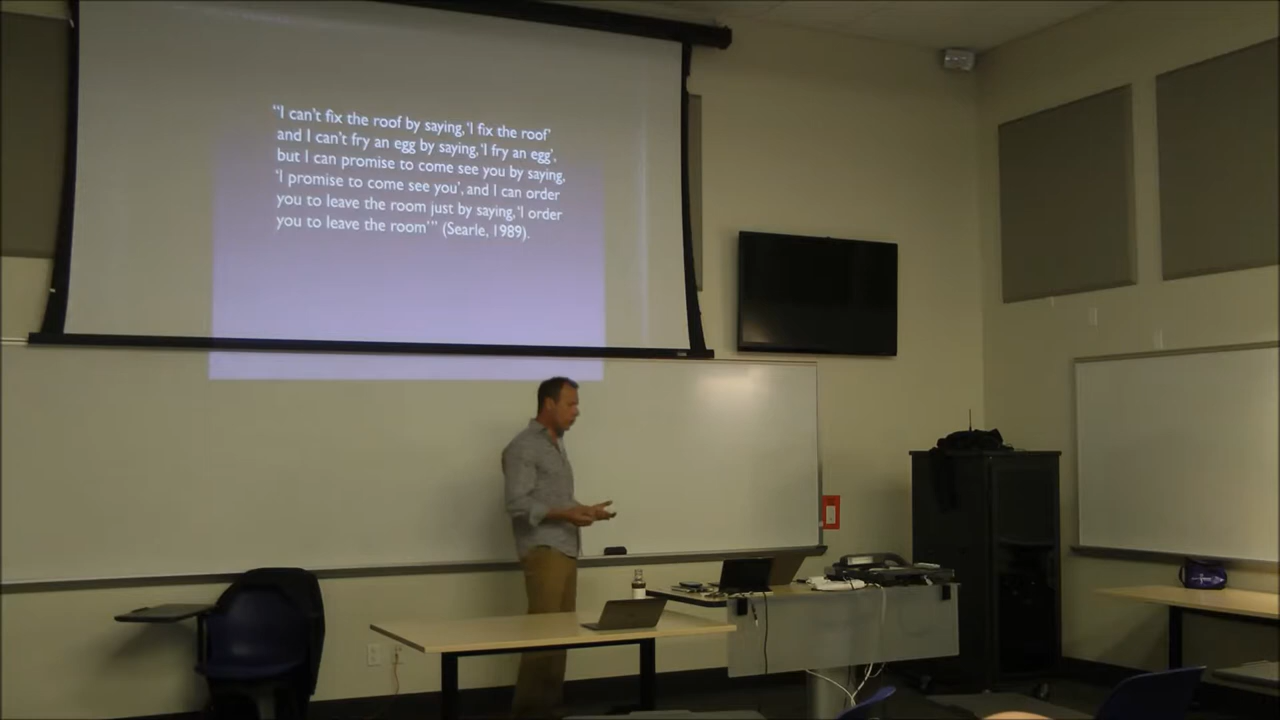 “I can't fix the roof by saying, 'I fix the roof'
and I can't fry an egg by saying, 'I fry an egg',
but I can promise to come see you by saying,
'I promise to come see you', and I can order
you to leave the room just by saying, 'I order
you to leave the room'” (Searle, 1989).